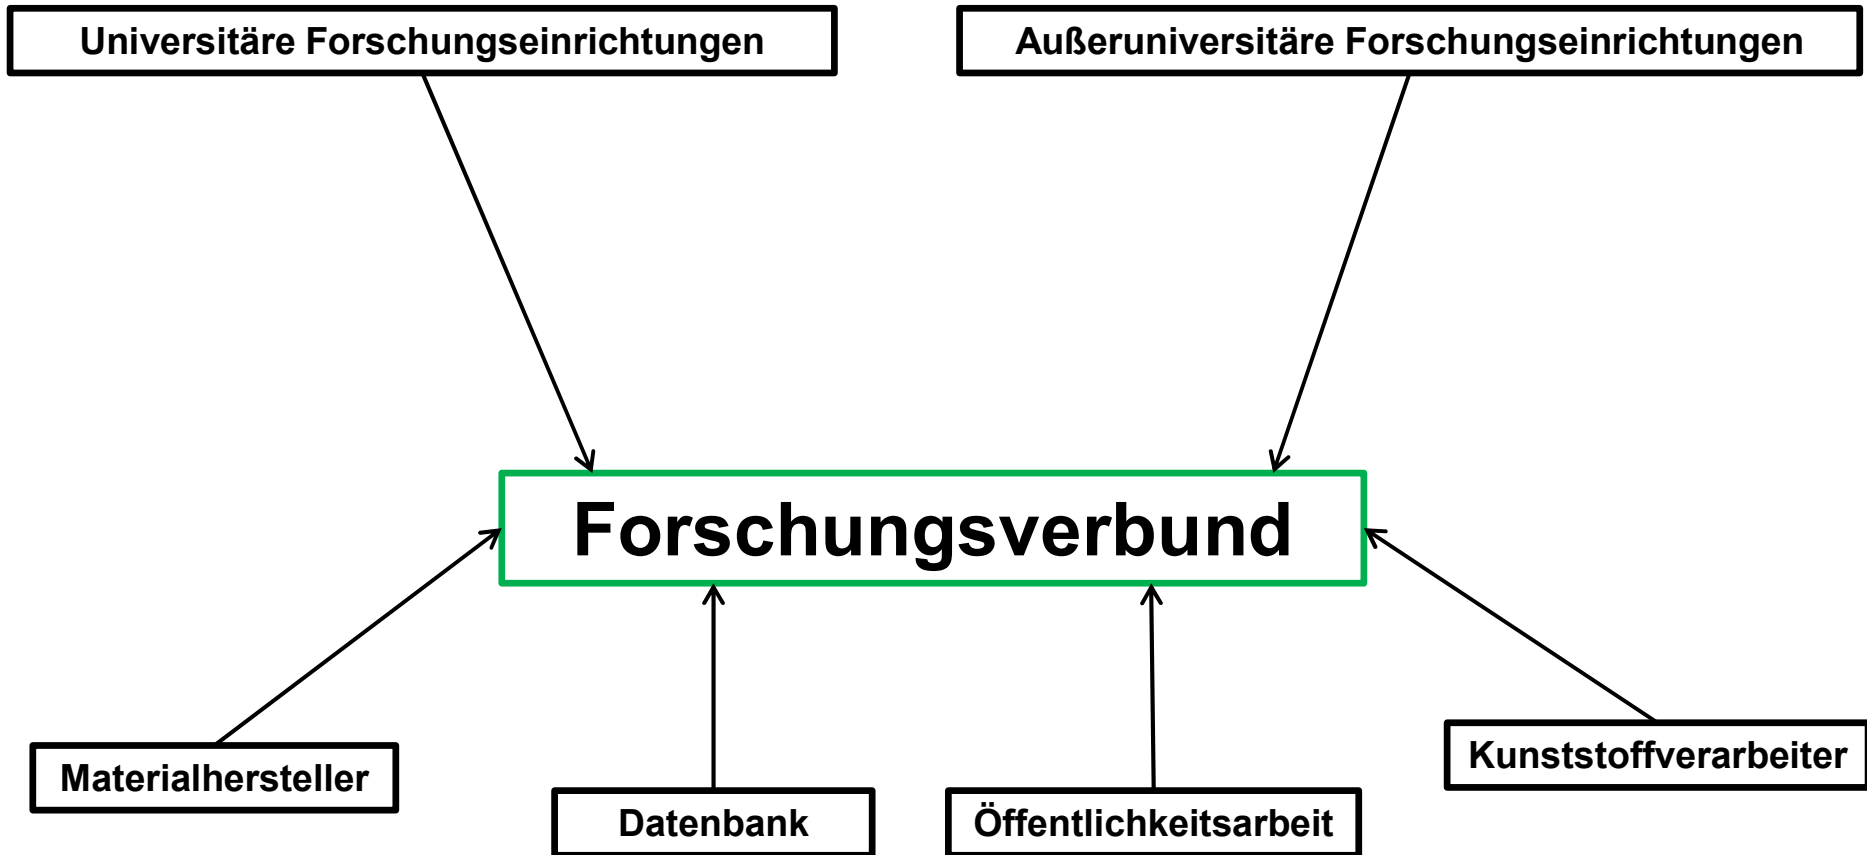 Universitäre Forschungseinrichtungen
Außeruniversitäre Forschungseinrichtungen
Forschungsverbund
Materialhersteller
Datenbank
Öffentlichkeitsarbeit
Kunststoffverarbeiter